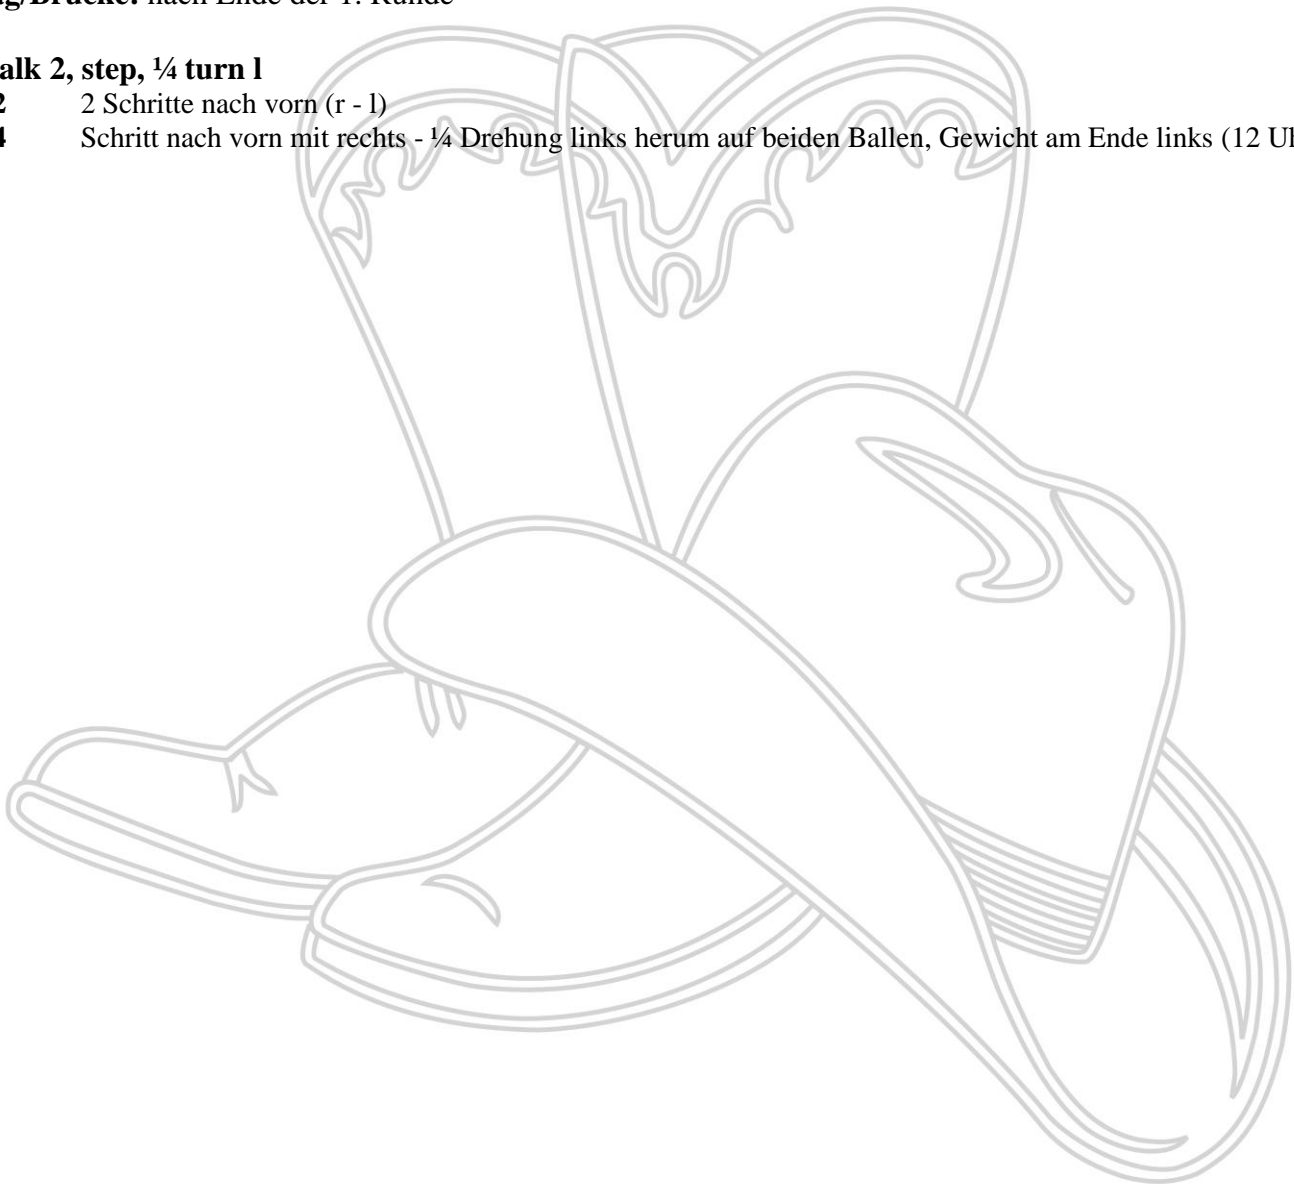 g/Brücke: nach Ende der 1. Runde
alk 2, step, ¼ turn l
2 2 Schritte nach vorn (r - l)
4 Schritt nach vorn mit rechts - ¼ Drehung links herum auf beiden Ballen, Gewicht am Ende links (12 U